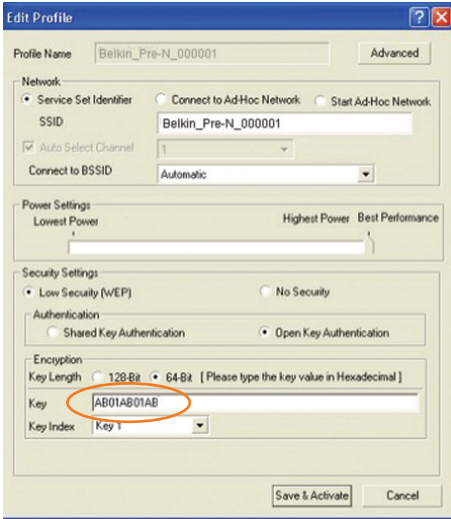 Edit Profile
Profile Name Belkin_Pre-N_000001 Advanced
Network
Service Set Identifier Connect to Ad-Hoc Network Start Ad-Hoc Network
SSID Belkin_Pre-N_000001
Auto Select Channel 1
Connect to BSSID Automatic
Power Settings
Lowest Power Highest Power Best Performance
Security Settings
Low Security (WEP) No Security
Authentication
Shared Key Authentication Open Key Authentication
Encryption
Key Length 128-Bit 64-Bit [ Please type the key value in Hexadecimal ]
Key AB01AB01AB
Key Index Key 1
Save & Activate Cancel